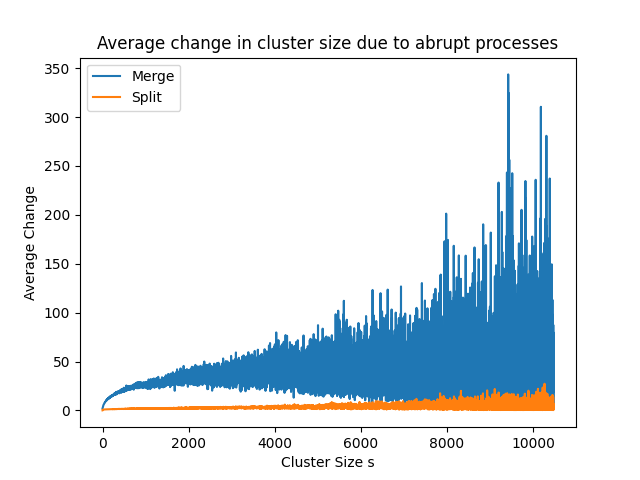 Average change in cluster size due to abrupt processes
Merge
Split
350
300
250
200
150
100
50
0
Average Change
0 2000 4000 6000 8000 10000
Cluster Size s